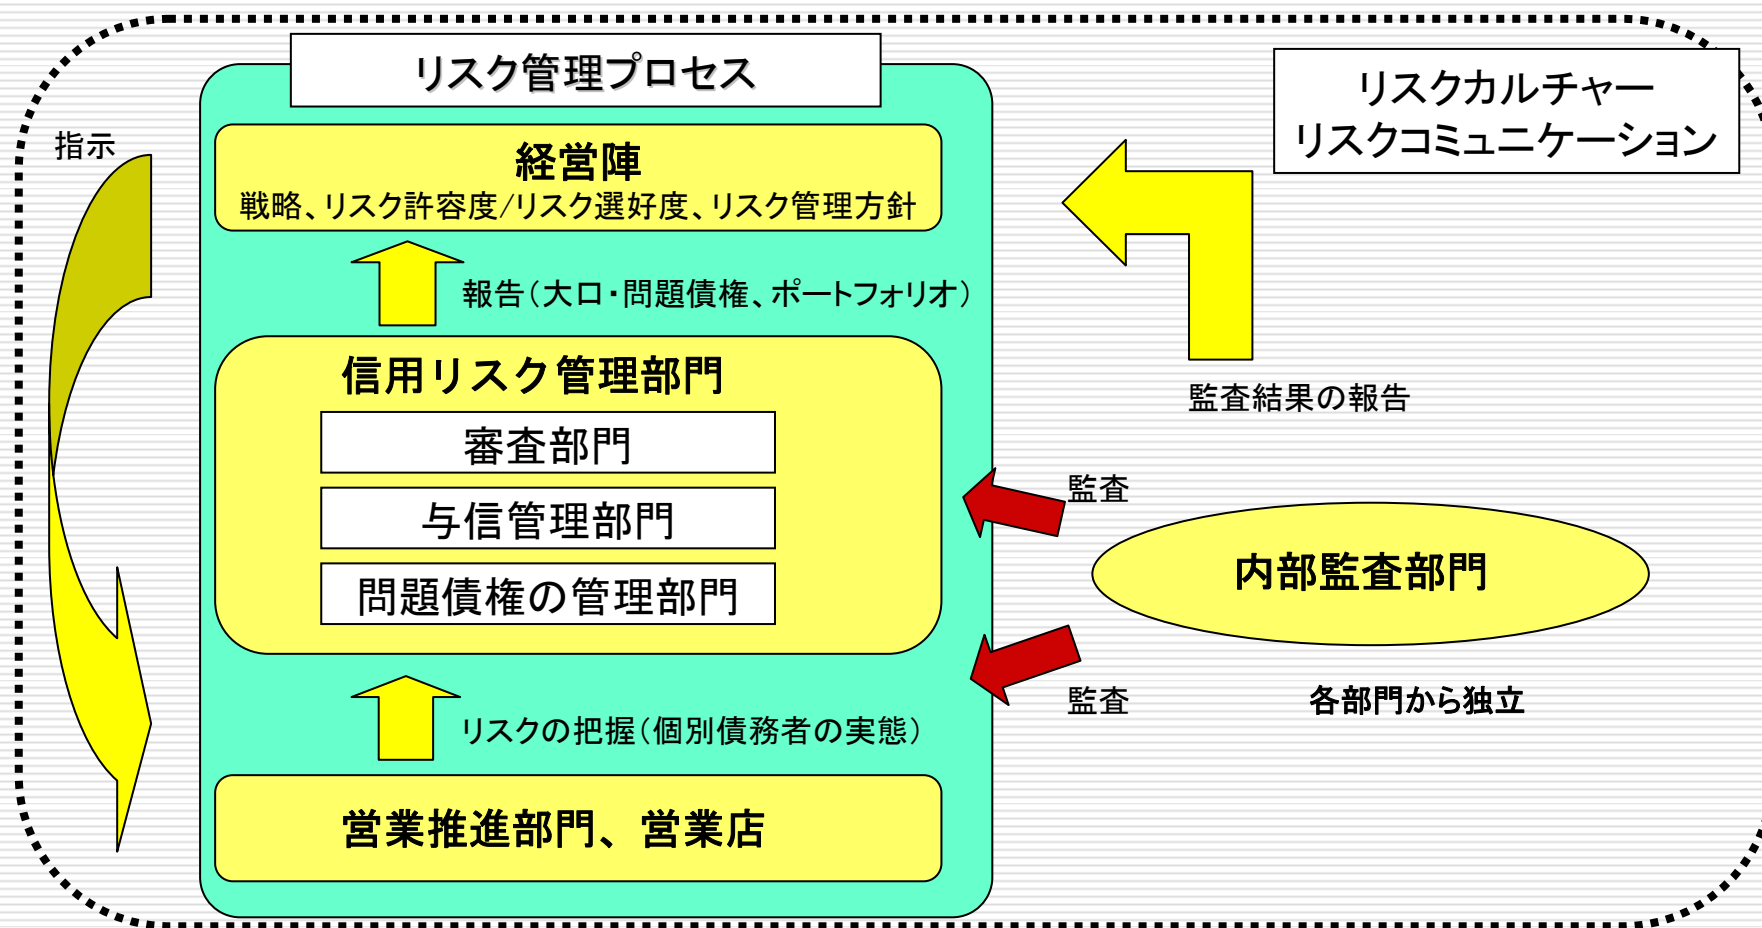 リスク管理プロセス
リスクカルチャー
リスクコミュニケーション
指示
経営陣
戦略、リスク許容度/リスク選好度、リスク管理方針
報告(大口・問題債権、ポートフォリオ)
信用リスク管理部門
審査部門
与信管理部門
問題債権の管理部門
監査結果の報告
監査
内部監査部門
監査
各部門から独立
リスクの把握(個別債務者の実態)
営業推進部門、営業店